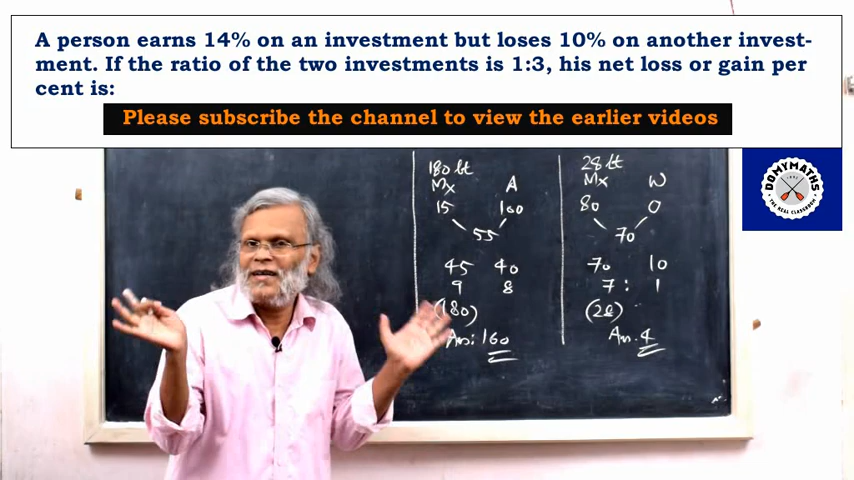 A person earns 14% on an investment but loses 10% on another invest-
ment. If the ratio of the two investments is 1:3, his net loss or gain per
cent is:
Please subscribe the channel to view the earlier videos
DOMYMATHS
THE REAL CLASSROOM
180 lt
Mx A
15 100
55
45 40
9 8
(180)
An: 160
28 lt
Mx W
80 0
70
70 10
7 : 1
(28)
An. 4